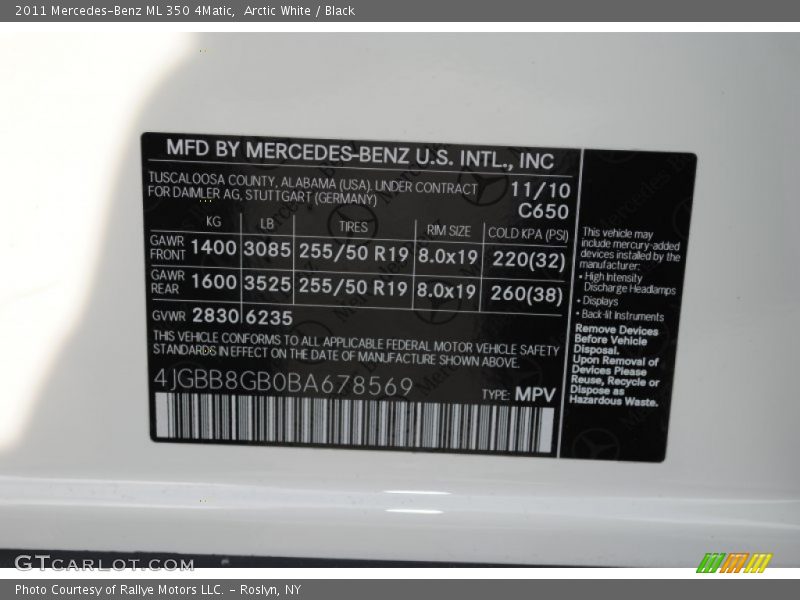 2011 Mercedes-Benz ML 350 4Matic,  Arctic White / Black
MFD BY MERCEDES-BENZ U.S. INTL., INC
TUSCALOOSA COUNTY, ALABAMA (USA), UNDER CONTRACT
FOR DAIMLER AG, STUTTGART (GERMANY)
11/10
C650
KG LB TIRES RIM SIZE COLD KPA (PSI)
GAWR FRONT 1400 3085 255/50 R19 8.0x19 220(32)
GAWR REAR 1600 3525 255/50 R19 8.0x19 260(38)
GVWR 2830 6235
THIS VEHICLE CONFORMS TO ALL APPLICABLE FEDERAL MOTOR VEHICLE SAFETY
STANDARDS IN EFFECT ON THE DATE OF MANUFACTURE SHOWN ABOVE.
4JGBB8GB0BA678569
TYPE: MPV
This vehicle may
include mercury-added
devices installed by the
manufacturer:
• High Intensity
Discharge Headlamps
• Displays
• Back-lit Instruments
Remove Devices
Before Vehicle
Disposal.
Upon Removal of
Devices Please
Reuse, Recycle or
Dispose as
Hazardous Waste.
GTCARLOT.COM
Photo Courtesy of Rallye Motors LLC. - Roslyn, NY